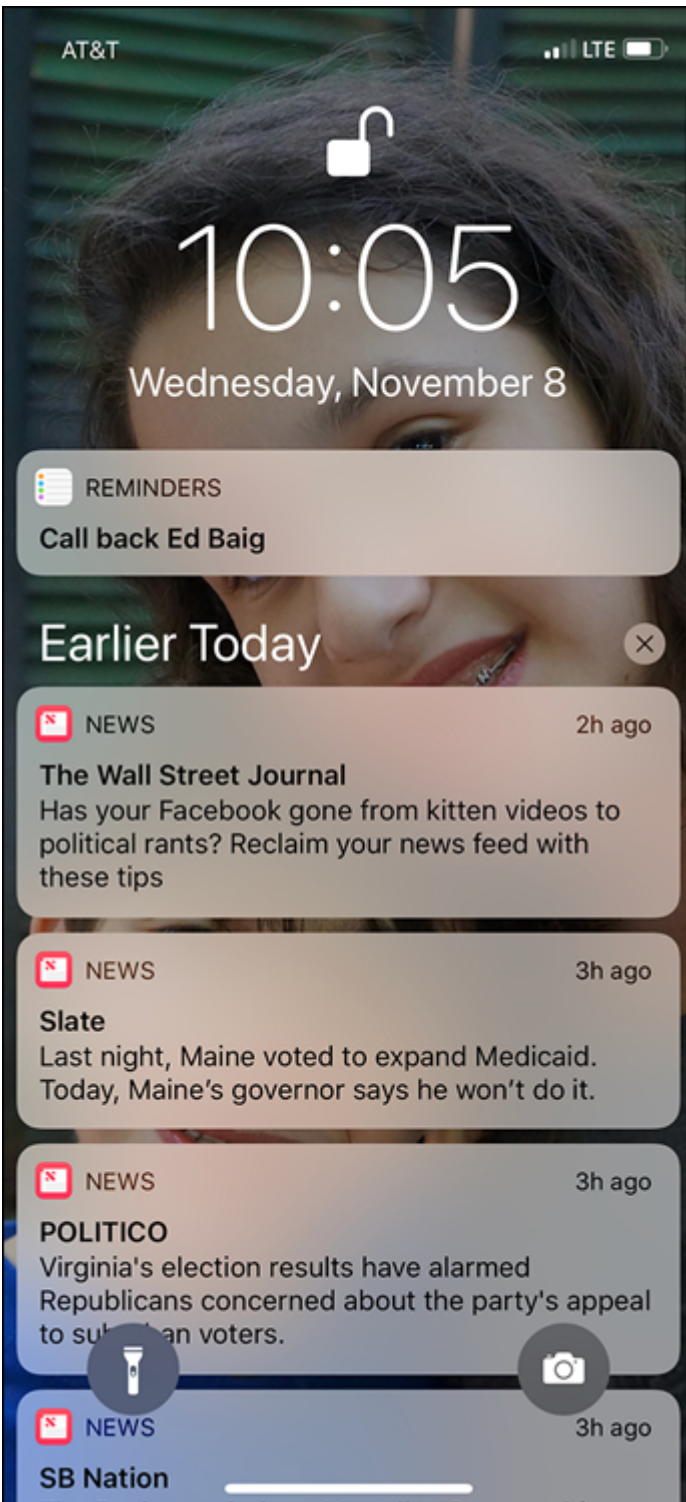 AT&T
LTE
10:05
Wednesday, November 8
REMINDERS
Call back Ed Baig
Earlier Today
NEWS 2h ago
The Wall Street Journal
Has your Facebook gone from kitten videos to
political rants? Reclaim your news feed with
these tips
NEWS 3h ago
Slate
Last night, Maine voted to expand Medicaid.
Today, Maine’s governor says he won’t do it.
NEWS 3h ago
POLITICO
Virginia's election results have alarmed
Republicans concerned about the party's appeal
to voters.
NEWS 3h ago
SB Nation